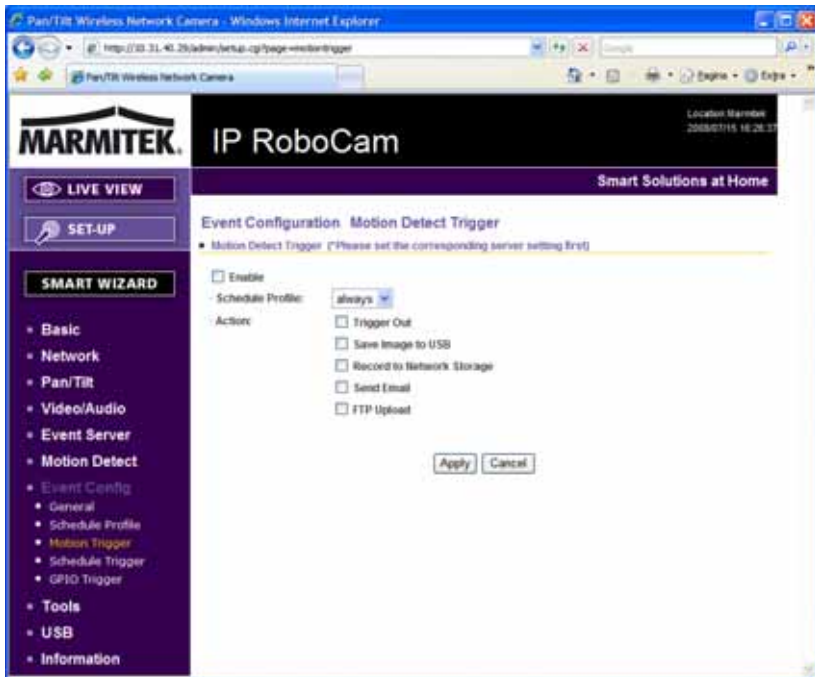 Pan/Tilt Wireless Network Camera - Windows Internet Explorer
Pan/Tilt Wireless Network Camera
MARMITEK.
IP RoboCam
Location:Marmitek
Smart Solutions at Home
LIVE VIEW
SET-UP
SMART WIZARD
Basic
Network
Pan/Tilt
Video/Audio
Event Server
Motion Detect
Event Config
General
Schedule Profile
Motion Trigger
Schedule Trigger
GPIO Trigger
Tools
USB
Information
Event Configuration Motion Detect Trigger
Motion Detect Trigger (*Please set the corresponding server setting first)
Enable
Schedule Profile: always
Action: Trigger Out
Save Image to USB
Record to Network Storage
Send Email
FTP Upload
Apply Cancel